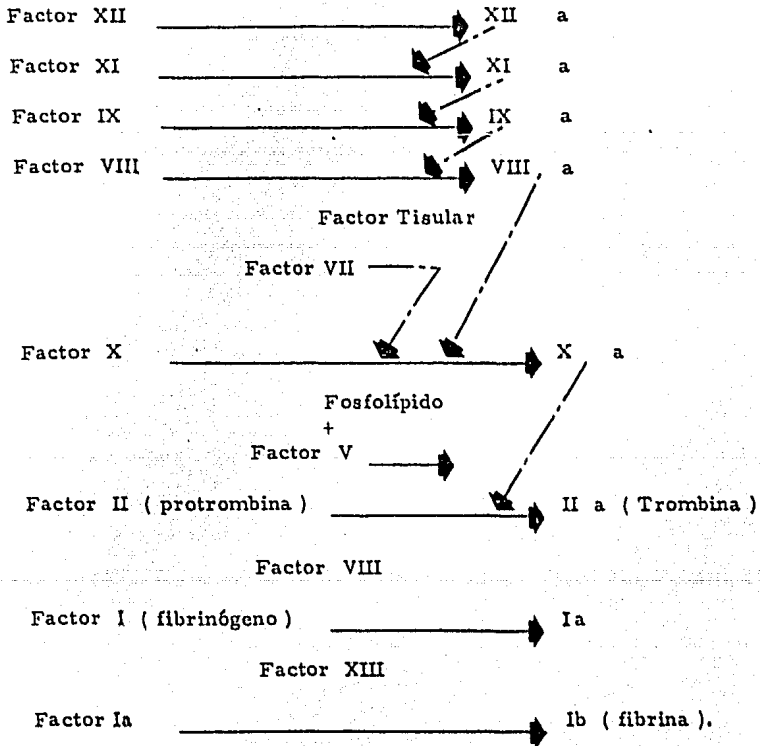 Factor XII XII a
Factor XI XI a
Factor IX IX a
Factor VIII VIII a
Factor Tisular
Factor VII
Factor X X a
Fosfolípido
+
Factor V
Factor II ( protrombina ) II a ( Trombina )
Factor VIII
Factor I ( fibrinógeno ) Ia
Factor XIII
Factor Ia Ib ( fibrina ).